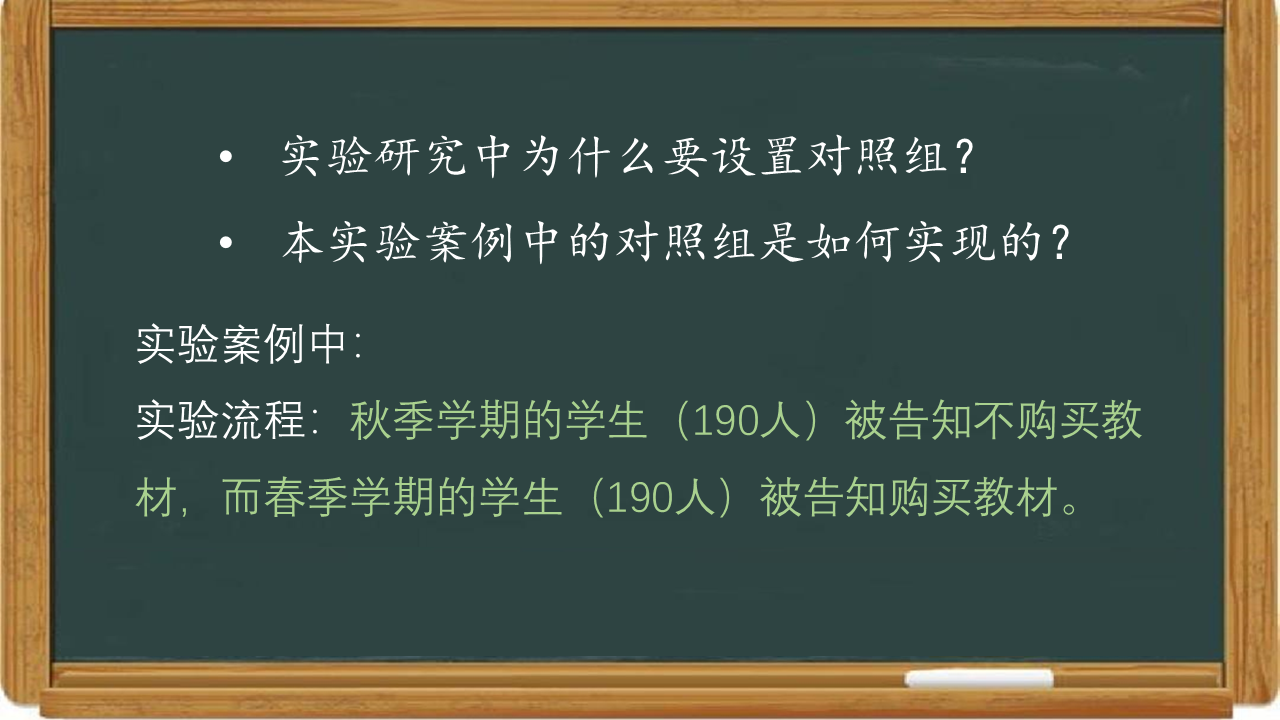 • 实验研究中为什么要设置对照组？
• 本实验案例中的对照组是如何实现的？
实验案例中：
实验流程：秋季学期的学生（190人）被告知不购买教
材，而春季学期的学生（190人）被告知购买教材。